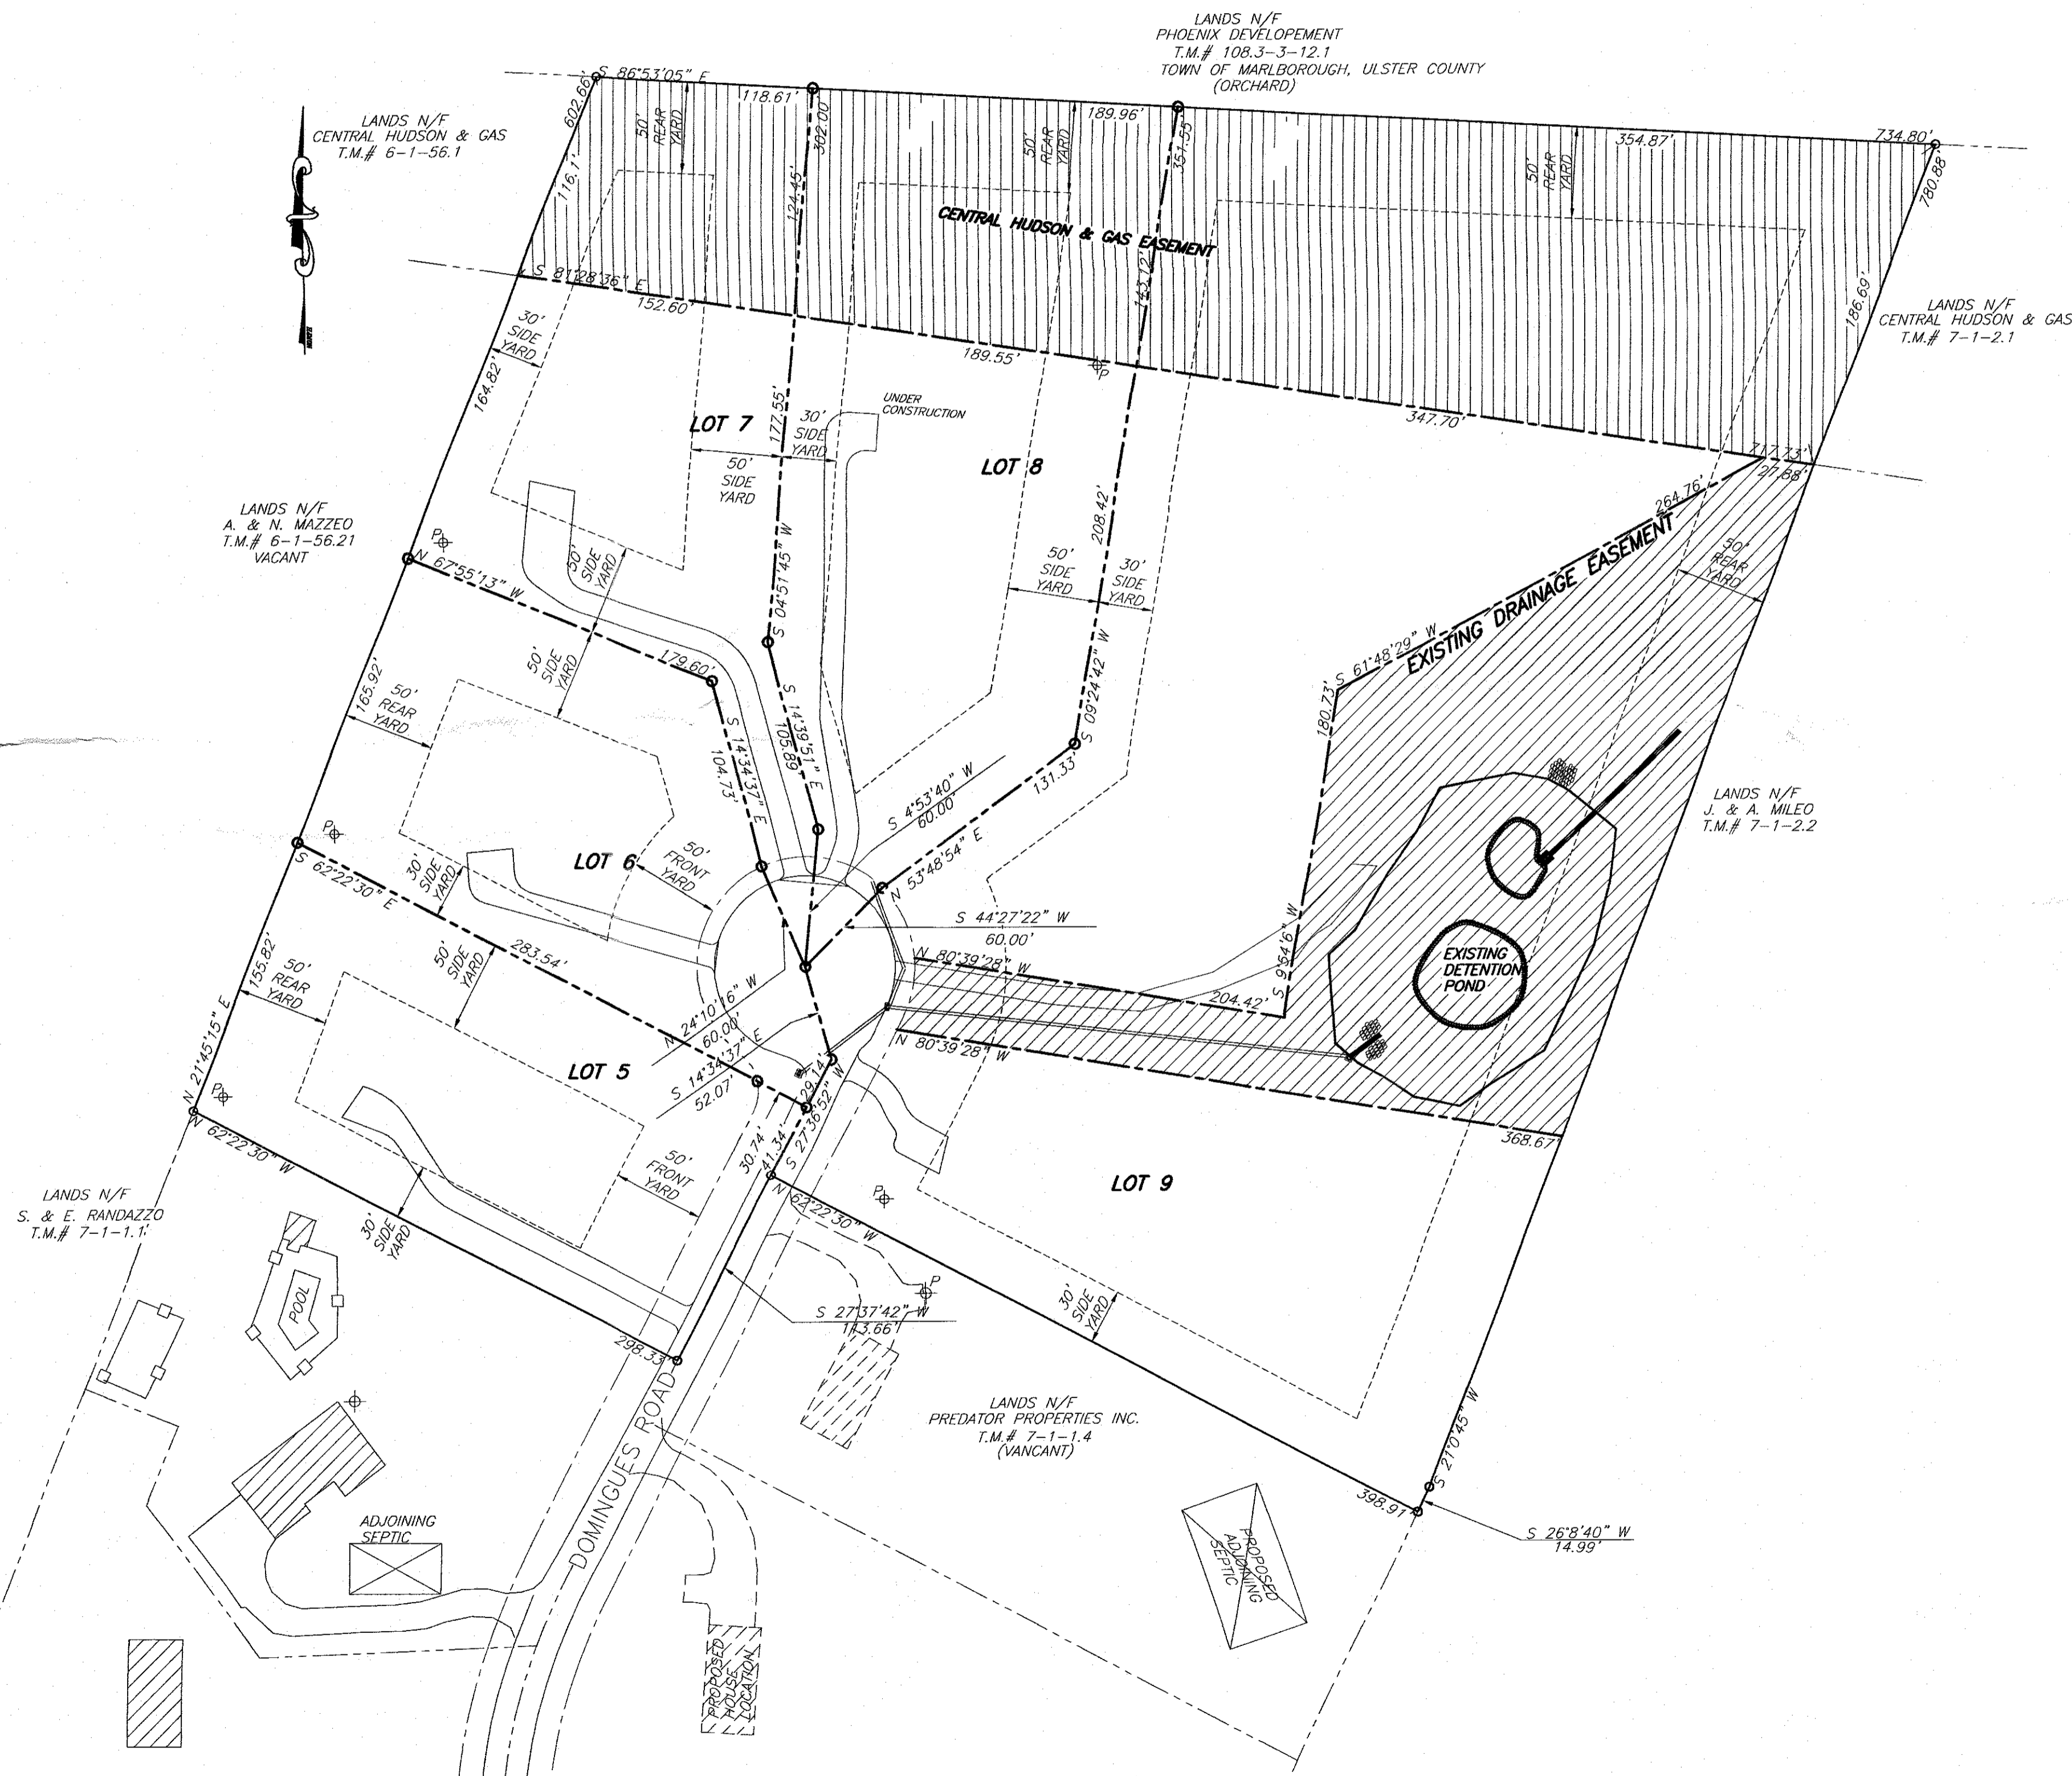 LANDS N/F
PHOENIX DEVELOPEMENT
T.M.# 108.3-3-12.1
TOWN OF MARLBOROUGH, ULSTER COUNTY
(ORCHARD)
S 86°53'05" E
118.61'
189.96'
354.87'
734.80'
602.66'
116.1'
302.00'
124.45'
351.55'
143.12'
780.88'
186.69'
50'
REAR
YARD
50'
REAR
YARD
50'
REAR
YARD
LANDS N/F
CENTRAL HUDSON & GAS
T.M.# 6-1-56.1
CENTRAL HUDSON & GAS EASEMENT
S 81°28'36" E
152.60'
189.55'
347.70'
717.73'
27.88'
LANDS N/F
CENTRAL HUDSON & GAS
T.M.# 7-1-2.1
30'
SIDE
YARD
164.82'
LOT 7
177.55'
30'
SIDE
YARD
50'
SIDE
YARD
UNDER
CONSTRUCTION
P
LOT 8
208.42'
264.76'
S 61°48'29" W
EXISTING DRAINAGE EASEMENT
50'
REAR
YARD
LANDS N/F
A. & N. MAZZEO
T.M.# 6-1-56.21
VACANT
P
N 67°55'13" W
179.60'
50'
SIDE
YARD
50'
SIDE
YARD
S 04°51'45" W
50'
SIDE
YARD
30'
SIDE
YARD
S 09°24'42" W
165.92'
50'
REAR
YARD
S 14°34'37" E
104.73'
S 14°39'51" E
105.89
131.33'
N 53°48'54" E
S 4°53'40" W
60.00'
180.73'
S 9°54'6" W
LANDS N/F
J. & A. MILEO
T.M.# 7-1-2.2
P
LOT 6
50'
FRONT
YARD
30'
SIDE
YARD
S 62°22'30" E
283.54'
S 44°27'22" W
60.00'
N 80°39'28" W
204.42'
EXISTING
DETENTION
POND
155.82'
50'
REAR
YARD
50'
SIDE
YARD
N 24°10'16" W
60.00'
S 14°34'37" E
52.07'
29.14'
N 80°39'28" W
368.67'
N 21°45'15" E
P
LOT 5
N 62°22'30" W
30.74'
41.34'
S 27°36'52" W
50'
FRONT
YARD
N 62°22'30" W
P
LOT 9
30'
SIDE
YARD
LANDS N/F
S. & E. RANDAZZO
T.M.# 7-1-1.1
POOL
298.33'
S 27°37'42" W
113.66'
P
30'
SIDE
YARD
DOMINGUES ROAD
LANDS N/F
PREDATOR PROPERTIES INC.
T.M.# 7-1-1.4
(VANCANT)
S 21°0'45" W
398.91'
S 26°8'40" W
14.99'
ADJOINING
SEPTIC
PROPOSED
ADJOINING
SEPTIC
PROPOSED
HOUSE
LOCATION